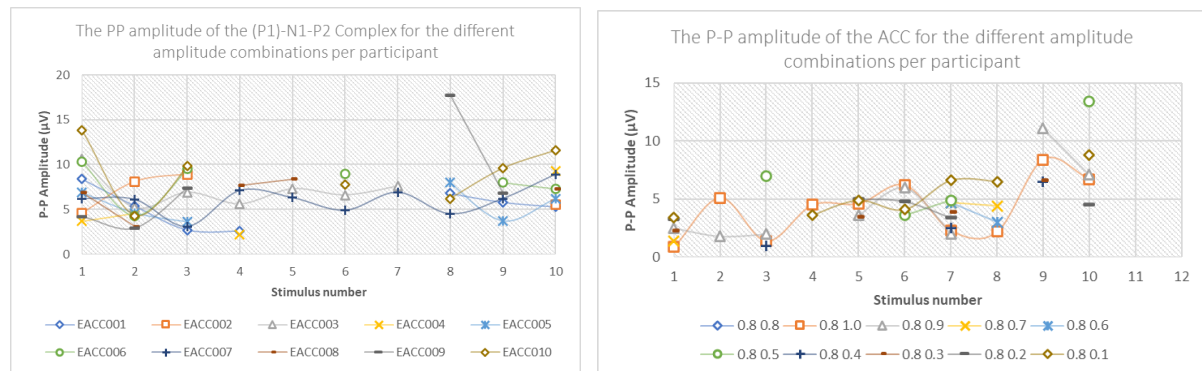 The PP amplitude of the (P1)-N1-P2 Complex for the different
amplitude combinations per participant
20
15
10
5
0
P-P Amplitude (µV)
1 2 3 4 5 6 7 8 9 10
Stimulus number
EACC001 EACC002 EACC003 EACC004 EACC005
EACC006 EACC007 EACC008 EACC009 EACC010
The P-P amplitude of the ACC for the different amplitude
combinations per participant
15
10
5
0
P-P Amplitude (µV)
1 2 3 4 5 6 7 8 9 10 11 12
Stimulus number
0.8 0.8 0.8 1.0 0.8 0.9 0.8 0.7 0.8 0.6
0.8 0.5 0.8 0.4 0.8 0.3 0.8 0.2 0.8 0.1